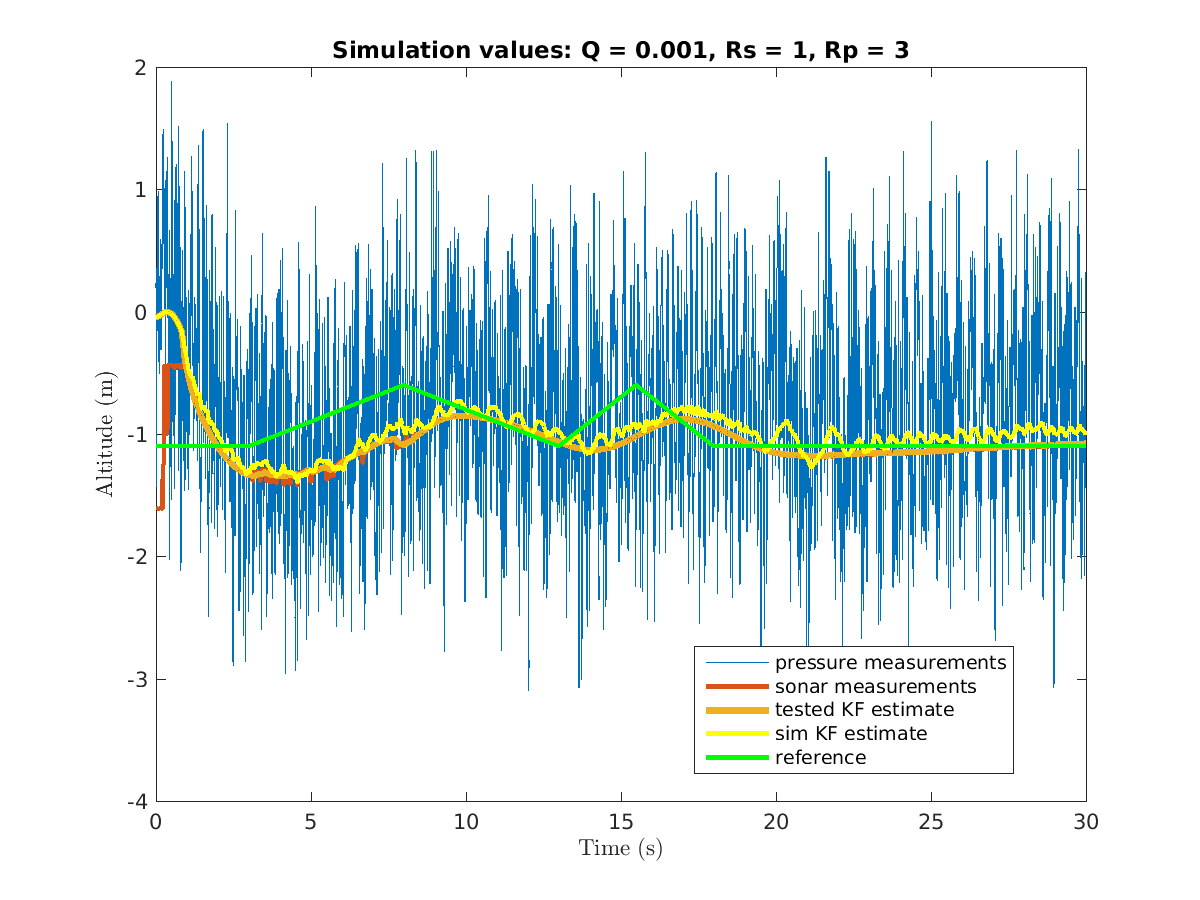 Simulation values: Q = 0.001, Rs = 1, Rp = 3
2
1
0
-1
-2
-3
-4
Altitude (m)
pressure measurements
sonar measurements
tested KF estimate
sim KF estimate
reference
0 5 10 15 20 25 30
Time (s)